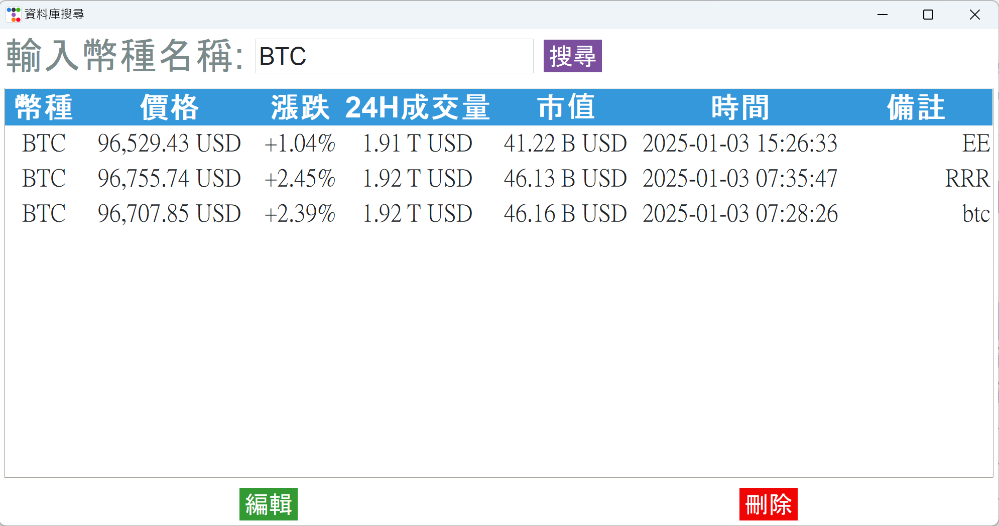 資料庫搜尋
輸入幣種名稱: BTC 搜尋
幣種 價格 漲跌 24H成交量 市值 時間 備註
BTC 96,529.43 USD +1.04% 1.91 T USD 41.22 B USD 2025-01-03 15:26:33 EE
BTC 96,755.74 USD +2.45% 1.92 T USD 46.13 B USD 2025-01-03 07:35:47 RRR
BTC 96,707.85 USD +2.39% 1.92 T USD 46.16 B USD 2025-01-03 07:28:26 btc
編輯 刪除